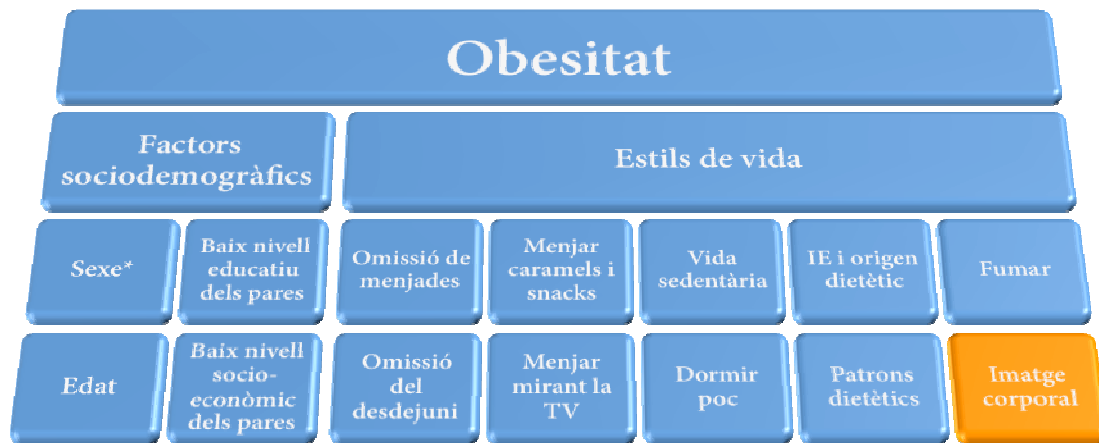 Obesitat
Factors
sociodemogràfics
Estils de vida
Sexe*
Baix nivell
educatiu
dels pares
Omissió de
menjades
Menjar
caramels i
snacks
Vida
sedentària
IE i origen
dietètic
Fumar
Edat
Baix nivell
socio-
econòmic
dels pares
Omissió
del
desdejuni
Menjar
mirant la
TV
Dormir
poc
Patrons
dietètics
Imatge
corporal